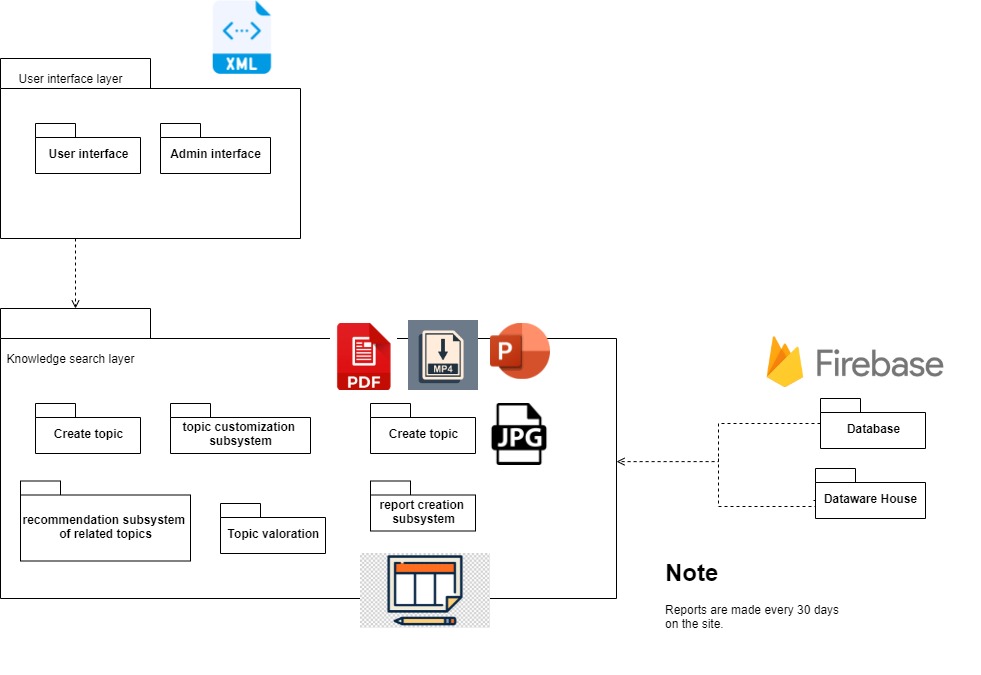 XML
User interface layer
User interface
Admin interface
Knowledge search layer
PDF
MP4
P
Create topic
topic customization
subsystem
Create topic
JPG
recommendation subsystem
of related topics
Topic valoration
report creation
subsystem
Firebase
Database
Dataware House
Note
Reports are made every 30 days
on the site.